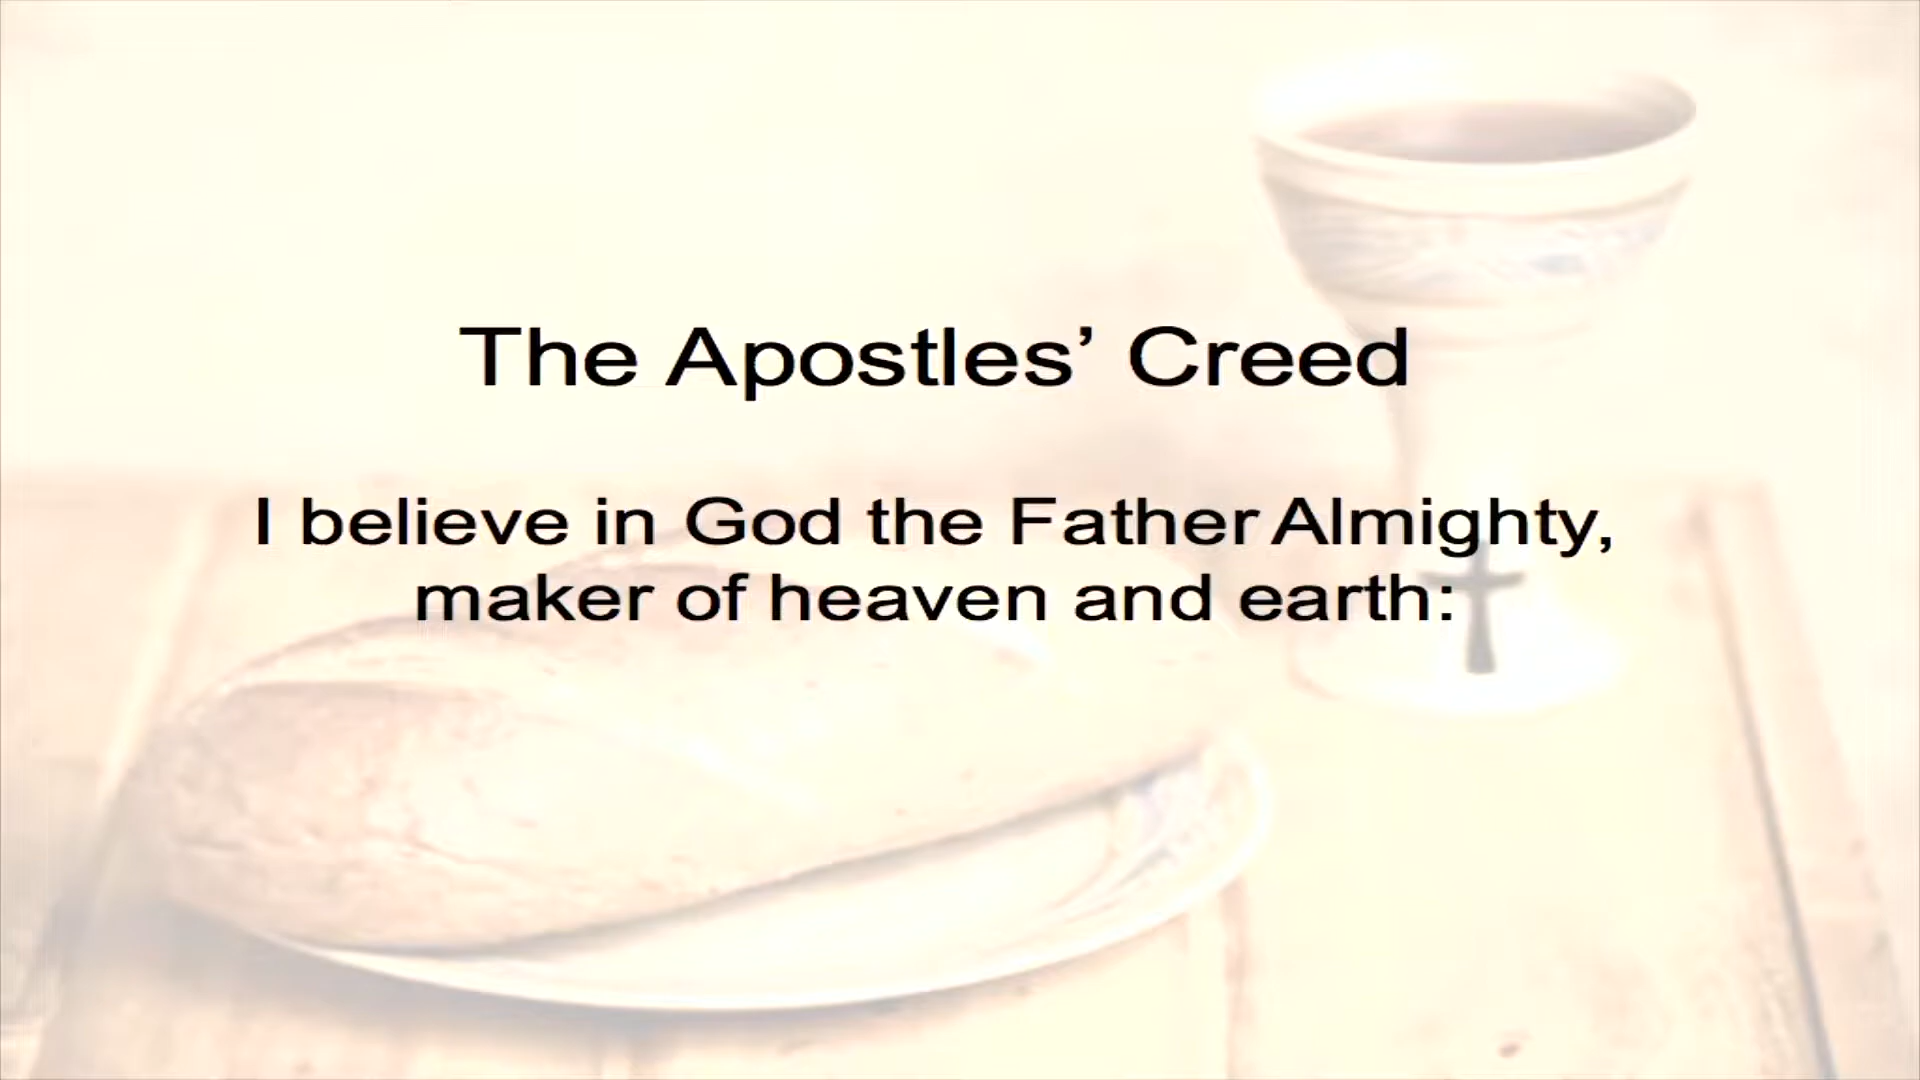 The Apostles’ Creed
I believe in God the Father Almighty,
maker of heaven and earth: